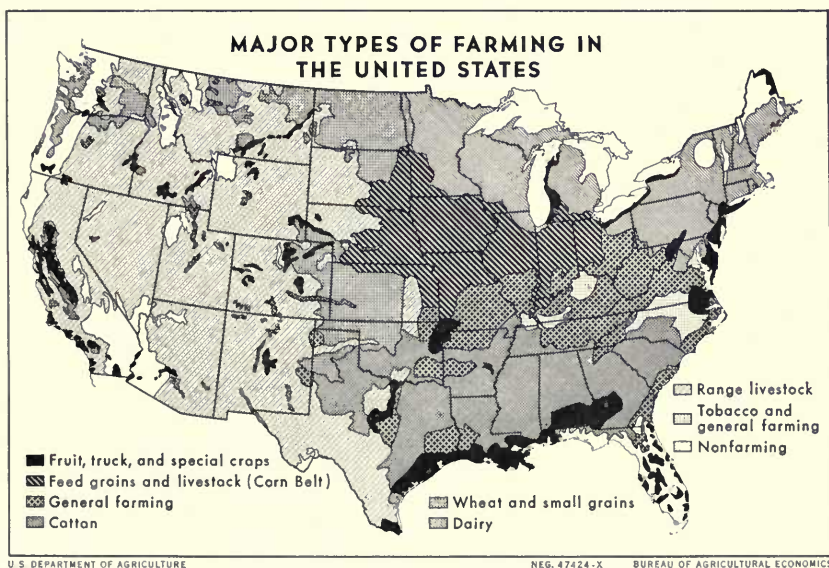 MAJOR TYPES OF FARMING IN
THE UNITED STATES
Range livestock
Tobacco and
general farming
Nonfarming
Fruit, truck, and special crops
Feed grains and livestock (Corn Belt)
General farming
Cotton
Wheat and small grains
Dairy
U.S. DEPARTMENT OF AGRICULTURE
NEG. 47424-X BUREAU OF AGRICULTURAL ECONOMICS